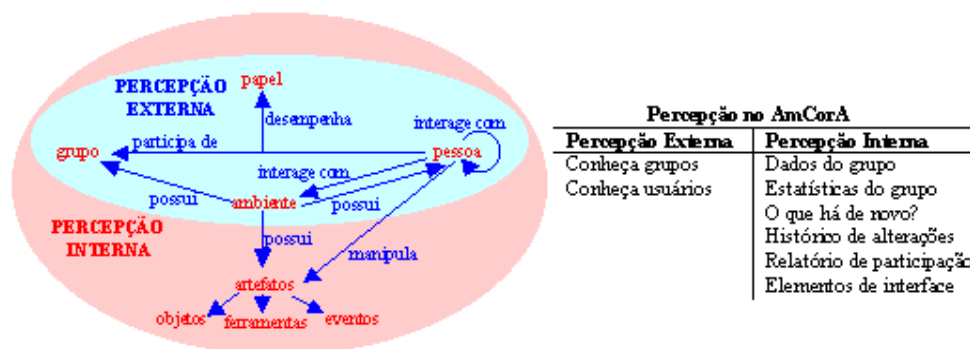 PERCEPÇÃO
EXTERNA
papel
desempenha
interage com
participa de
grupo
pessoa
interage com
possui
ambiente
possui
PERCEPÇÃO
INTERNA
possui
manipula
artefatos
objetos
ferramentas
eventos
Percepção no AmCorA
Percepção Externa Percepção Interna
Conheça grupos Dados do grupo
Conheça usuários Estatísticas do grupo
O que há de novo?
Histórico de alterações
Relatório de participação
Elementos de interface